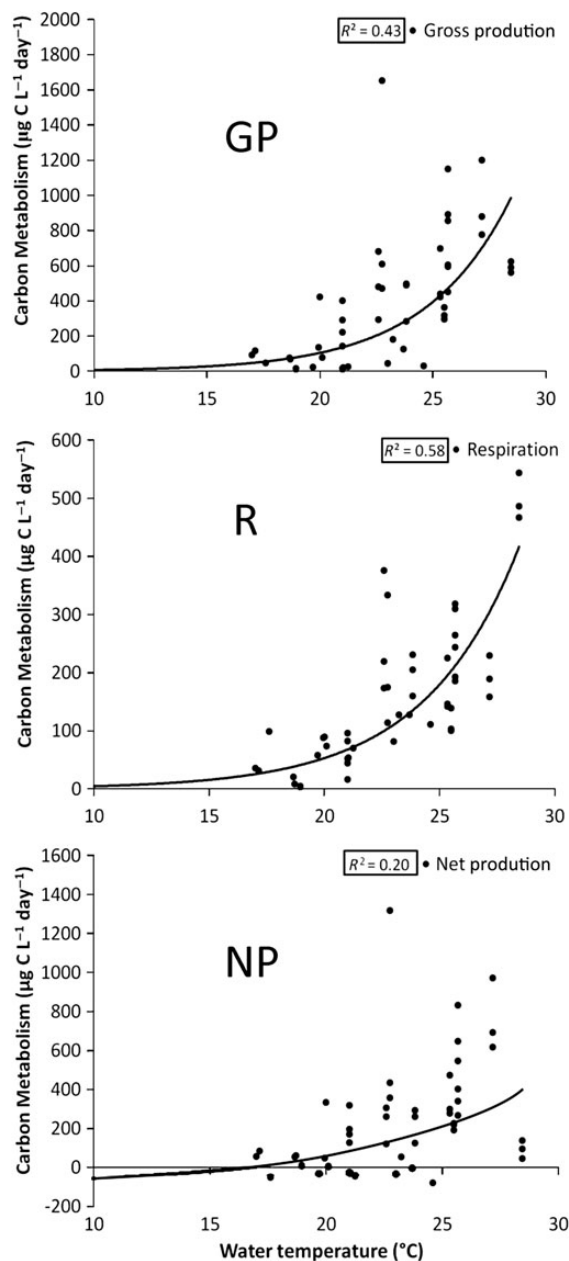 2000
1800
1600
1400
1200
1000
800
600
400
200
0
Carbon Metabolism (µg C L⁻¹ day⁻¹)
R² = 0.43 • Gross prodution
GP
10 15 20 25 30
600
500
400
300
200
100
0
Carbon Metabolism (µg C L⁻¹ day⁻¹)
R² = 0.58 • Respiration
R
10 15 20 25 30
1600
1400
1200
1000
800
600
400
200
0
-200
Carbon Metabolism (µg C L⁻¹ day⁻¹)
R² = 0.20 • Net prodution
NP
10 15 20 25 30
Water temperature (°C)